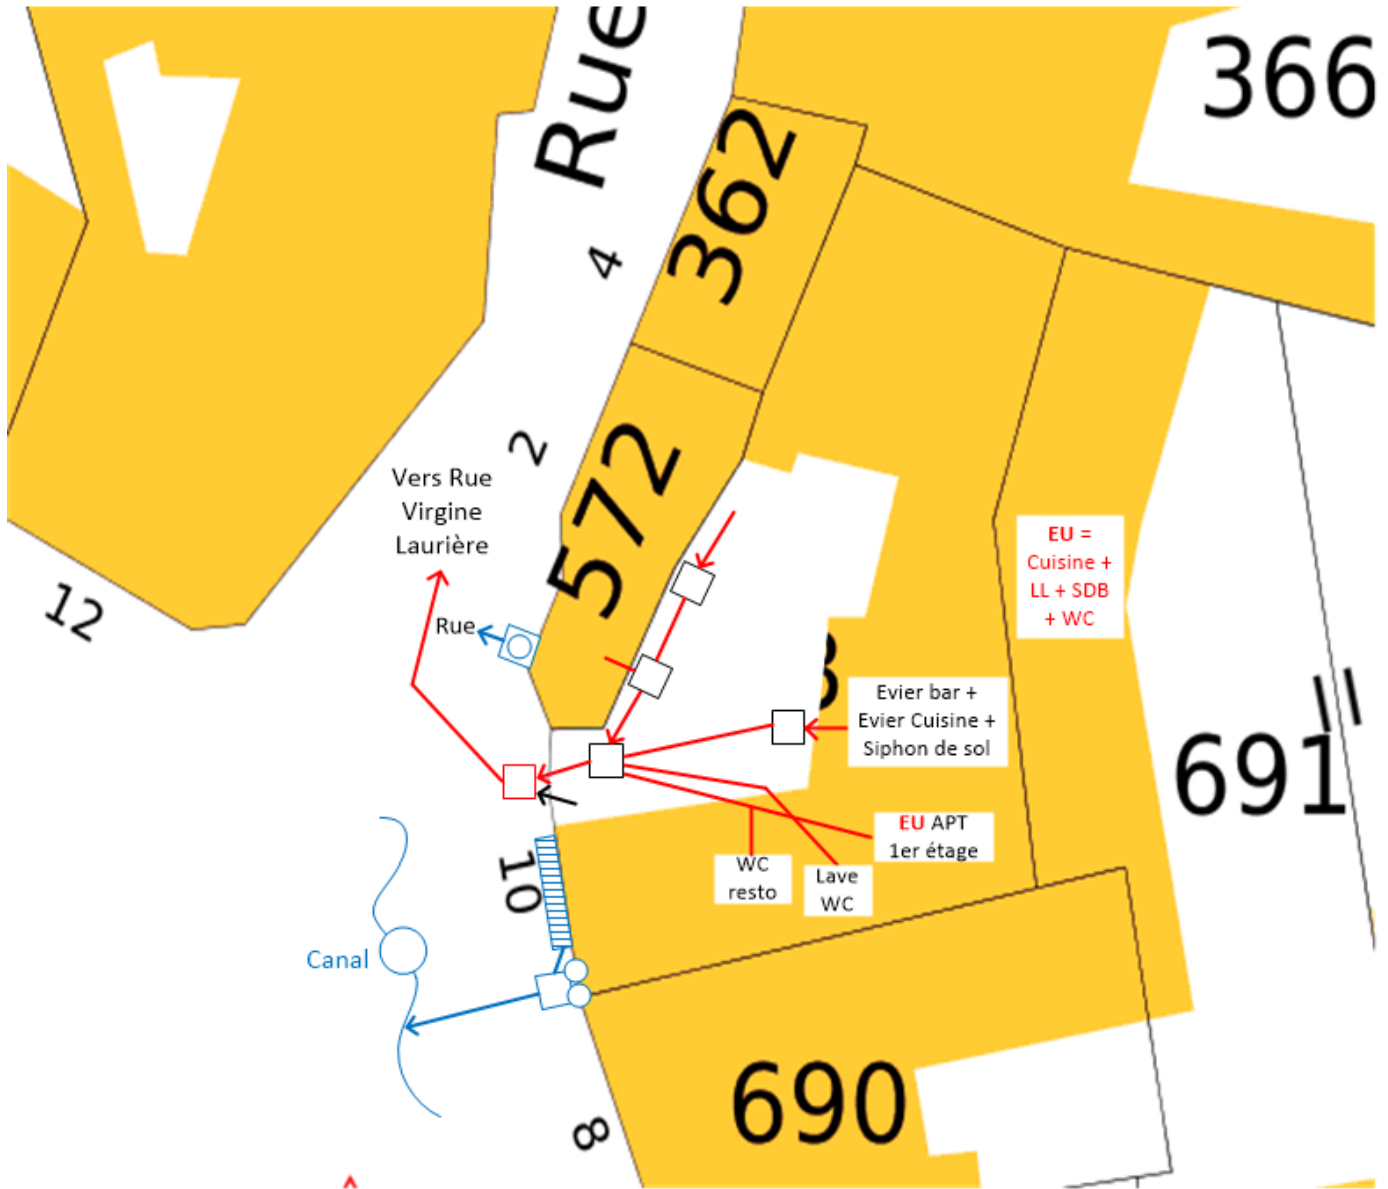 Rue
366
362
4
572
2
Vers Rue
Virgine
Laurière
EU =
Cuisine +
LL + SDB
+ WC
12
Rue
Evier bar +
Evier Cuisine +
Siphon de sol
691
EU APT
1er étage
WC
resto
Lave
WC
10
Canal
690
8